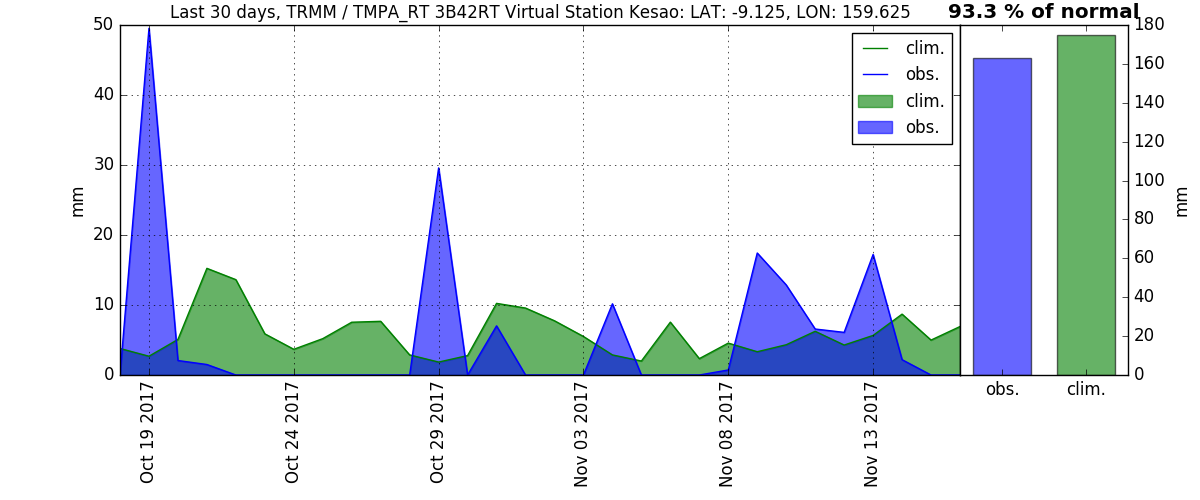 Last 30 days, TRMM / TMPA_RT 3B42RT Virtual Station Kesao: LAT: -9.125, LON: 159.625
93.3 % of normal
50
40
30
20
10
0
mm
clim.
obs.
clim.
obs.
Oct 19 2017
Oct 24 2017
Oct 29 2017
Nov 03 2017
Nov 08 2017
Nov 13 2017
180
160
140
120
100
80
60
40
20
0
mm
obs.
clim.